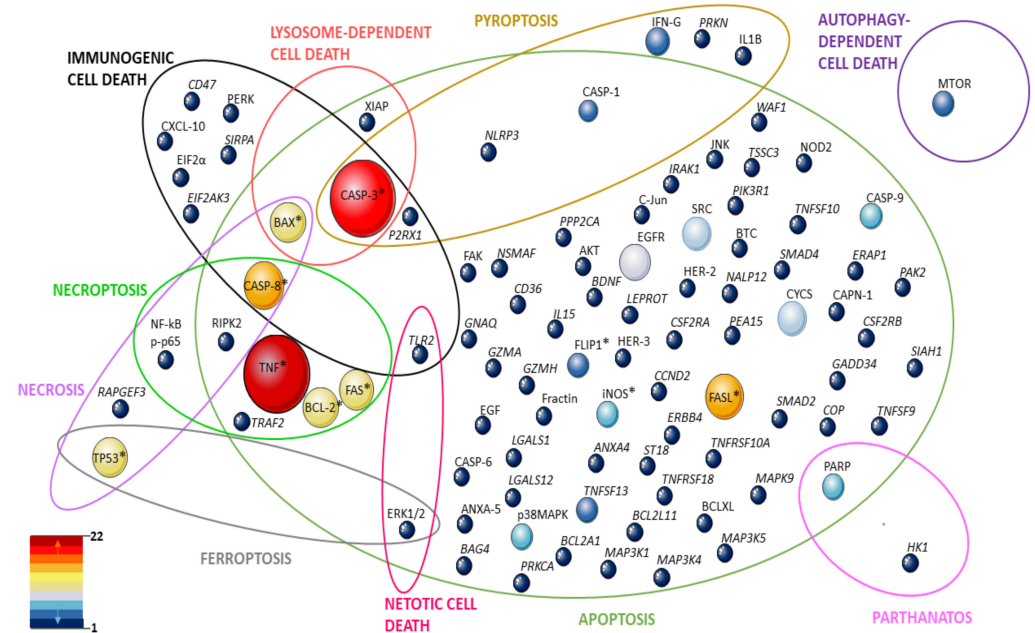 PYROPTOSIS
AUTOPHAGY-
DEPENDENT
CELL DEATH
LYSOSOME-DEPENDENT
CELL DEATH
IMMUNOGENIC
CELL DEATH
IFN-G
PRKN
IL1B
CD47
PERK
XIAP
CASP-1
MTOR
CXCL-10
SIRPA
WAF1
EIF2α
NLRP3
JNK
TSSC3
NOD2
EIF2AK3
CASP-3*
IRAK1
PIK3R1
CASP-9
BAX*
P2RX1
C-Jun
SRC
TNFSF10
PPP2CA
EGFR
BTC
FAK
NSMAF
AKT
SMAD4
ERAP1
NECROPTOSIS
CASP-8*
BDNF
HER-2
NALP12
PAK2
CD36
LEPROT
CYCS
CAPN-1
NF-kB
p-p65
RIPK2
IL15
CSF2RA
PEA15
GNAQ
TLR2
FLIP1*
HER-3
CSF2RB
GZMA
TNF*
GZMH
CCND2
GADD34
SIAH1
NECROSIS
RAPGEF3
FAS*
BCL-2*
iNOS*
FASL*
EGF
Fractin
ERBB4
SMAD2
COP
TNFSF9
TRAF2
TP53*
LGALS1
ANXA4
ST18
TNFRSF10A
CASP-6
LGALS12
TNFSF13
TNFRSF18
MAPK9
PARP
ERK1/2
ANXA-5
p38MAPK
BCL2L11
BCLXL
22
FERROPTOSIS
BAG4
BCL2A1
MAP3K1
MAP3K5
HK1
PRKCA
MAP3K4
1
NETOTIC CELL
DEATH
APOPTOSIS
PARTHANATOS